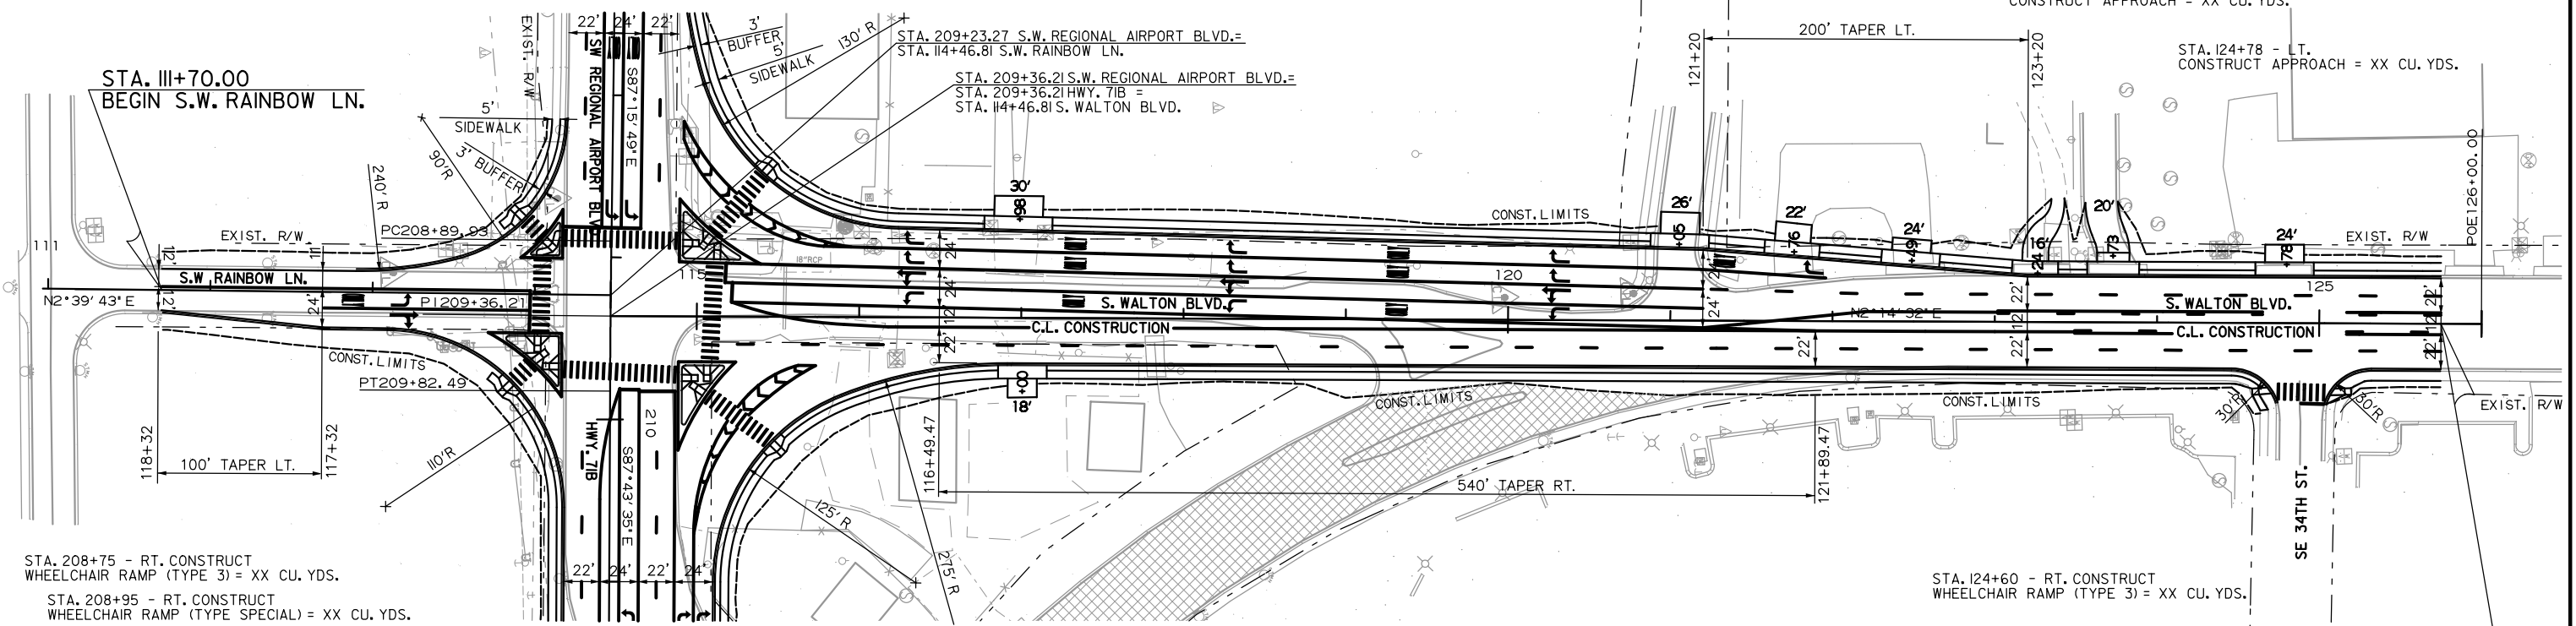 CONSTRUCT APPROACH = XX CU. YDS.
STA. 124+78 - LT.
CONSTRUCT APPROACH = XX CU. YDS.
STA. 111+70.00
BEGIN S.W. RAINBOW LN.
STA. 209+23.27 S.W. REGIONAL AIRPORT BLVD.=
STA. 114+46.81 S.W. RAINBOW LN.
STA. 209+36.21 S.W. REGIONAL AIRPORT BLVD.=
STA. 209+36.21 HWY. 71B =
STA. 114+46.81 S. WALTON BLVD.
22'
24'
22'
EXIST. R/W
SW REGIONAL AIRPORT BLVD.
S87°15'49"E
3'
BUFFER
5'
SIDEWALK
130' R
5'
SIDEWALK
3' BUFFER
90'R
240' R
200' TAPER LT.
121+20
123+20
POE126+00.00
30'
+98
CONST. LIMITS
26'
+05
22'
+76
24'
+49
16'
+24
20'
+73
24'
+78
EXIST. R/W
EXIST. R/W
PC208+89.93
111
12'
11'
S.W. RAINBOW LN.
N2°39'43"E
12'
24'
PI209+36.21
115
18"RCP
24'
24'
12'
22'
S. WALTON BLVD.
C.L. CONSTRUCTION
120
24'
24'
22'
N2°14'92"E
22'
12'
22'
S. WALTON BLVD.
125
C.L. CONSTRUCTION
22'
12'
22'
CONST. LIMITS
PT209+82.49
118+32
117+32
100' TAPER LT.
110'R
+00
18'
CONST. LIMITS
CONST. LIMITS
30'R
30'R
EXIST. R/W
116+49.47
540' TAPER RT.
121+89.47
HWY. 71B
210
S87°43'35"E
125' R
275' R
SE 34TH ST.
22'
24'
22'
24'
STA. 208+75 - RT. CONSTRUCT
WHEELCHAIR RAMP (TYPE 3) = XX CU. YDS.
STA. 208+95 - RT. CONSTRUCT
WHEELCHAIR RAMP (TYPE SPECIAL) = XX CU. YDS.
STA. 124+60 - RT. CONSTRUCT
WHEELCHAIR RAMP (TYPE 3) = XX CU. YDS.